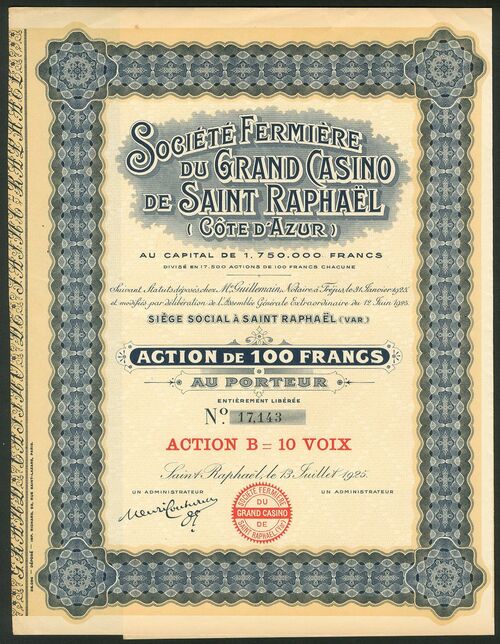 SOCIÉTÉ FERMIÈRE
DU GRAND CASINO
DE SAINT RAPHAËL
( CÔTE D'AZUR )
AU CAPITAL DE 1.750.000 FRANCS
DIVISÉ EN 17.500 ACTIONS DE 100 FRANCS CHACUNE
Suivant Statuts déposés chez Me Guillemain, Notaire à Fréjus, le 31 Janvier 1925
et modifiés par délibération de l'Assemblée Générale Extraordinaire du 12 Juin 1925.
SIÈGE SOCIAL À SAINT RAPHAËL (VAR)
ACTION DE 100 FRANCS
AU PORTEUR
ENTIÈREMENT LIBÉRÉE
No. 17,143
ACTION B = 10 VOIX
Saint Raphaël, le 13 Juillet 1925.
UN ADMINISTRATEUR
UN ADMINISTRATEUR
SOCIÉTÉ FERMIÈRE
DU
GRAND CASINO
DE
SAINT RAPHAËL (Var)